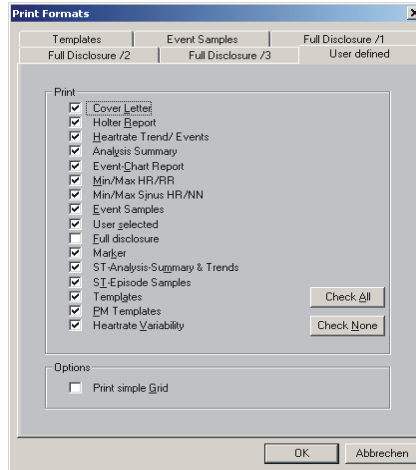 Print Formats
Templates
Event Samples
Full Disclosure /1
Full Disclosure /2
Full Disclosure /3
User defined
Print
Cover Letter
Holter Report
Heartrate Trend/ Events
Analysis Summary
Event-Chart Report
Min/Max HR/RR
Min/Max Sinus HR/NN
Event Samples
User selected
Full disclosure
Marker
ST-Analysis-Summary & Trends
ST-Episode Samples
Templates
PM Templates
Heartrate Variability
Check All
Check None
Options
Print simple Grid
OK
Abbrechen